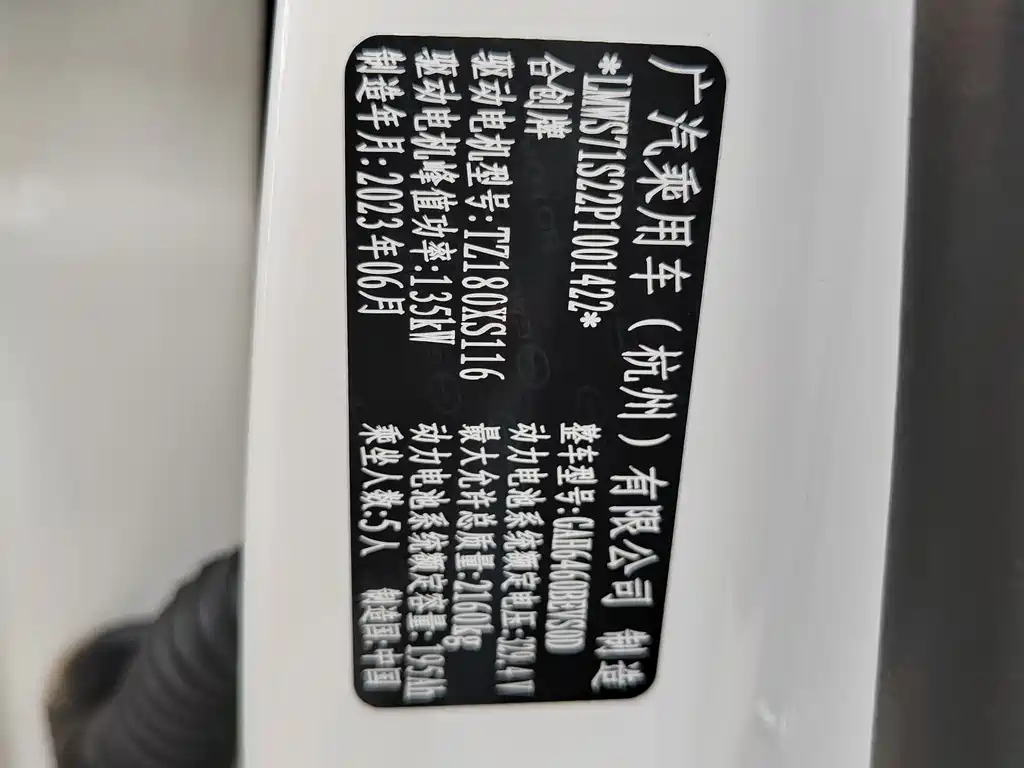 广汽乘用车（杭州）有限公司 制造
*LMWS71S22P1001422*
合创牌 整车型号:GAH6460BEVS0D
驱动电机型号:TZ180XS116 动力电池系统额定电压:329.4V
驱动电机峰值功率:135kW 最大允许总质量:2160kg
制造年月:2023年06月 动力电池系统额定容量:195Ah
乘坐人数:5人 制造国:中国